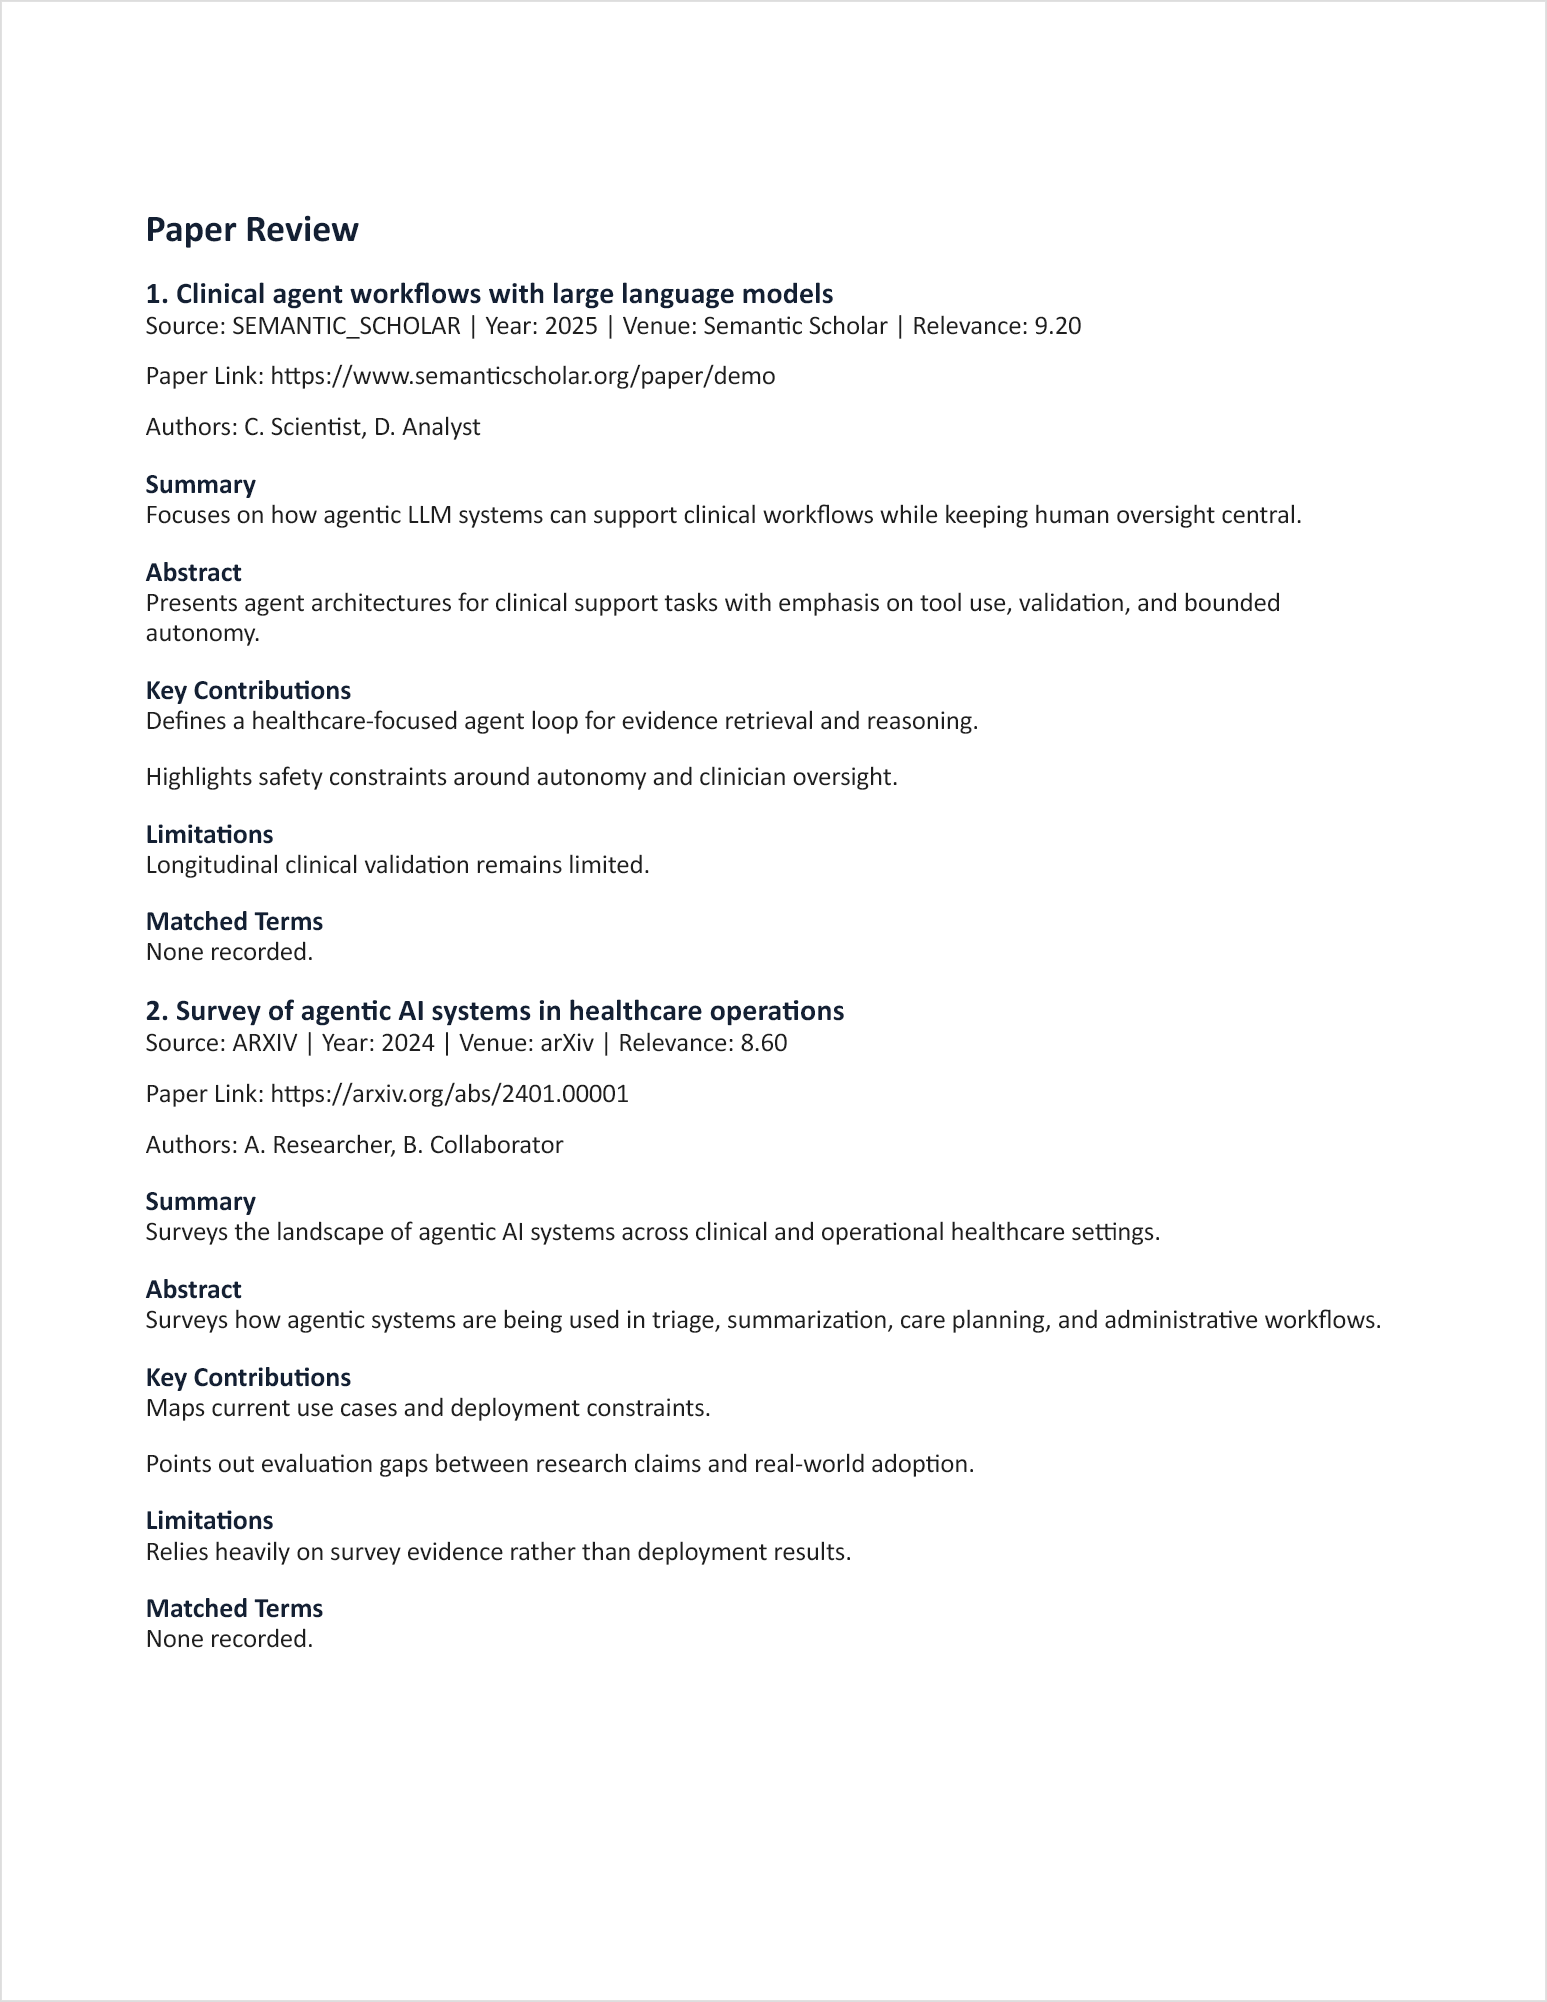 Paper Review
1. Clinical agent workflows with large language models
Source: SEMANTIC_SCHOLAR | Year: 2025 | Venue: Semantic Scholar | Relevance: 9.20
Paper Link: https://www.semanticscholar.org/paper/demo
Authors: C. Scientist, D. Analyst
Summary
Focuses on how agentic LLM systems can support clinical workflows while keeping human oversight central.
Abstract
Presents agent architectures for clinical support tasks with emphasis on tool use, validation, and bounded
autonomy.
Key Contributions
Defines a healthcare-focused agent loop for evidence retrieval and reasoning.
Highlights safety constraints around autonomy and clinician oversight.
Limitations
Longitudinal clinical validation remains limited.
Matched Terms
None recorded.
2. Survey of agentic AI systems in healthcare operations
Source: ARXIV | Year: 2024 | Venue: arXiv | Relevance: 8.60
Paper Link: https://arxiv.org/abs/2401.00001
Authors: A. Researcher, B. Collaborator
Summary
Surveys the landscape of agentic AI systems across clinical and operational healthcare settings.
Abstract
Surveys how agentic systems are being used in triage, summarization, care planning, and administrative workflows.
Key Contributions
Maps current use cases and deployment constraints.
Points out evaluation gaps between research claims and real-world adoption.
Limitations
Relies heavily on survey evidence rather than deployment results.
Matched Terms
None recorded.